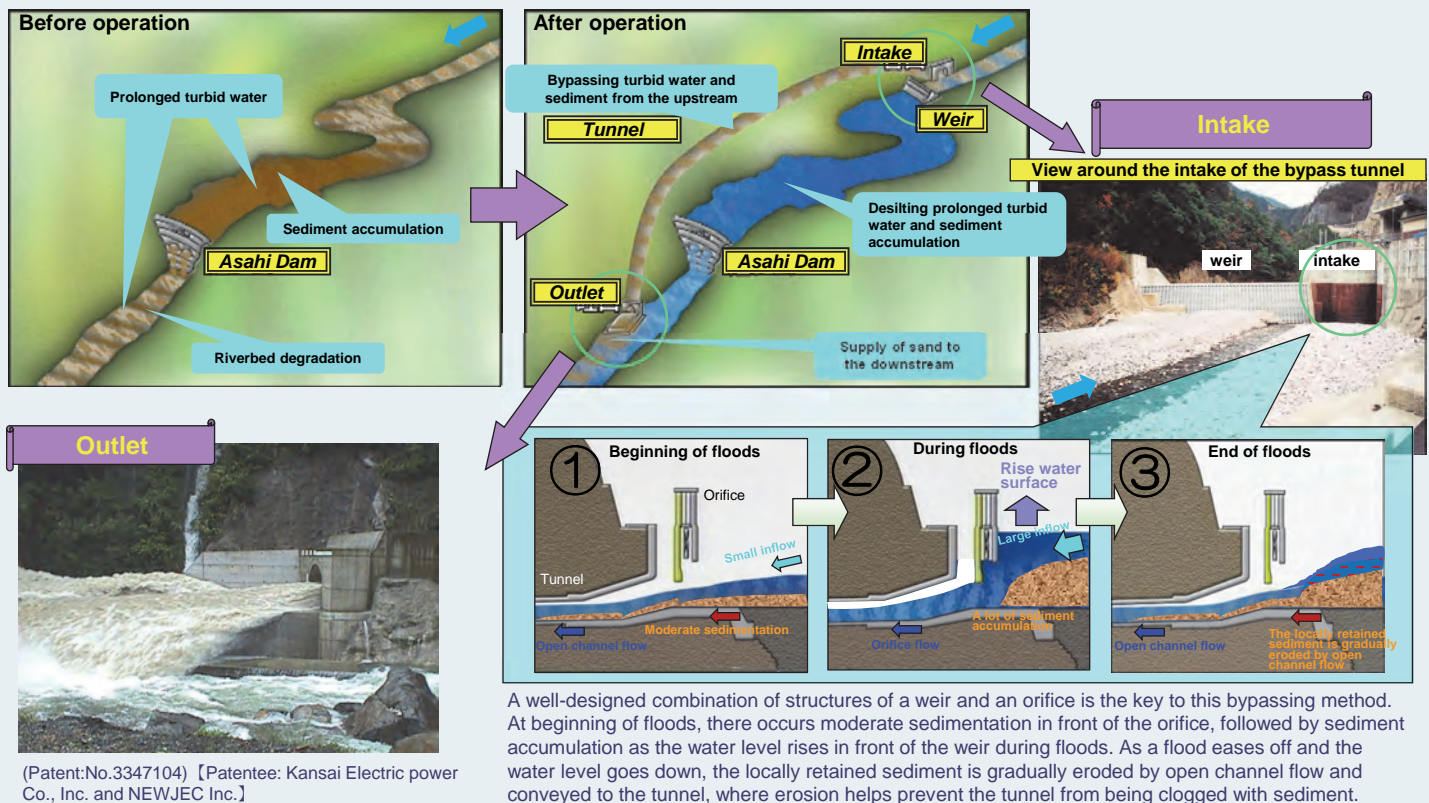 Before operation
Prolonged turbid water
Sediment accumulation
Asahi Dam
Riverbed degradation
After operation
Intake
Bypassing turbid water and
sediment from the upstream
Tunnel
Weir
Desilting prolonged turbid
water and sediment
accumulation
Asahi Dam
Outlet
Supply of sand to
the downstream
Intake
View around the intake of the bypass tunnel
weir
intake
Outlet
(Patent:No.3347104)【Patentee: Kansai Electric power
Co., Inc. and NEWJEC Inc.】
①
Beginning of floods
Orifice
Small inflow
Tunnel
Moderate sedimentation
Open channel flow
②
During floods
Rise water
surface
Large inflow
A lot of sediment
accumulation
Orifice flow
③
End of floods
Open channel flow
The locally retained
sediment is gradually
eroded by open
channel flow
A well-designed combination of structures of a weir and an orifice is the key to this bypassing method.
At beginning of floods, there occurs moderate sedimentation in front of the orifice, followed by sediment
accumulation as the water level rises in front of the weir during floods. As a flood eases off and the
water level goes down, the locally retained sediment is gradually eroded by open channel flow and
conveyed to the tunnel, where erosion helps prevent the tunnel from being clogged with sediment.